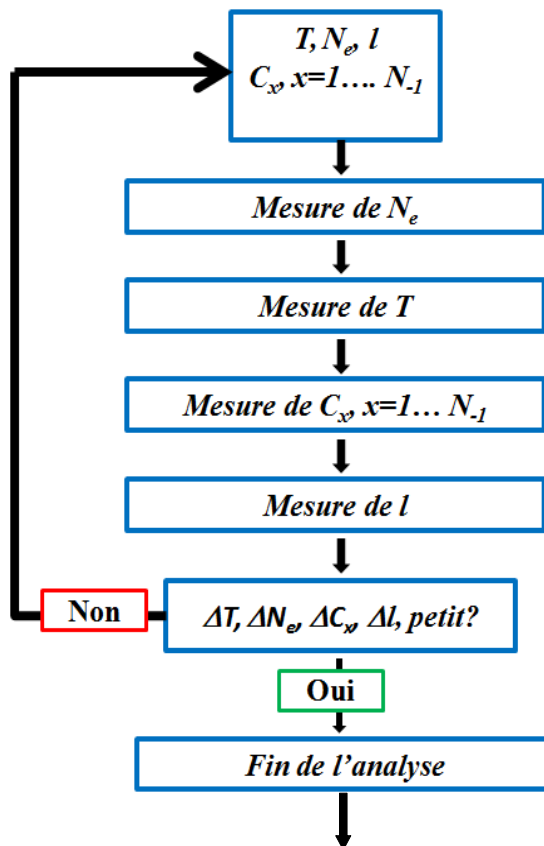 T, Nₑ, l
Cₓ, x=1.... N₋₁
Mesure de Nₑ
Mesure de T
Mesure de Cₓ, x=1... N₋₁
Mesure de l
Non
ΔT, ΔNₑ, ΔCₓ, Δl, petit?
Oui
Fin de l’analyse